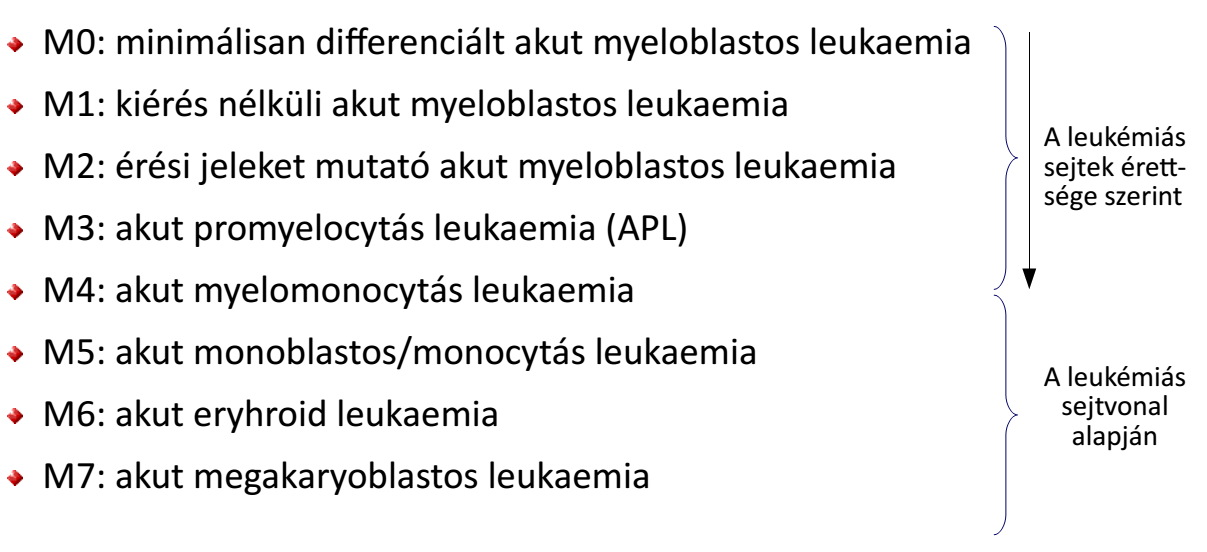 M0: minimálisan differenciált akut myeloblastos leukaemia
M1: kiérés nélküli akut myeloblastos leukaemia
M2: érési jeleket mutató akut myeloblastos leukaemia
M3: akut promyelocytás leukaemia (APL)
M4: akut myelomonocytás leukaemia
M5: akut monoblastos/monocytás leukaemia
M6: akut eryhroid leukaemia
M7: akut megakaryoblastos leukaemia
A leukémiás
sejtek érett-
sége szerint
A leukémiás
sejtvonal
alapján